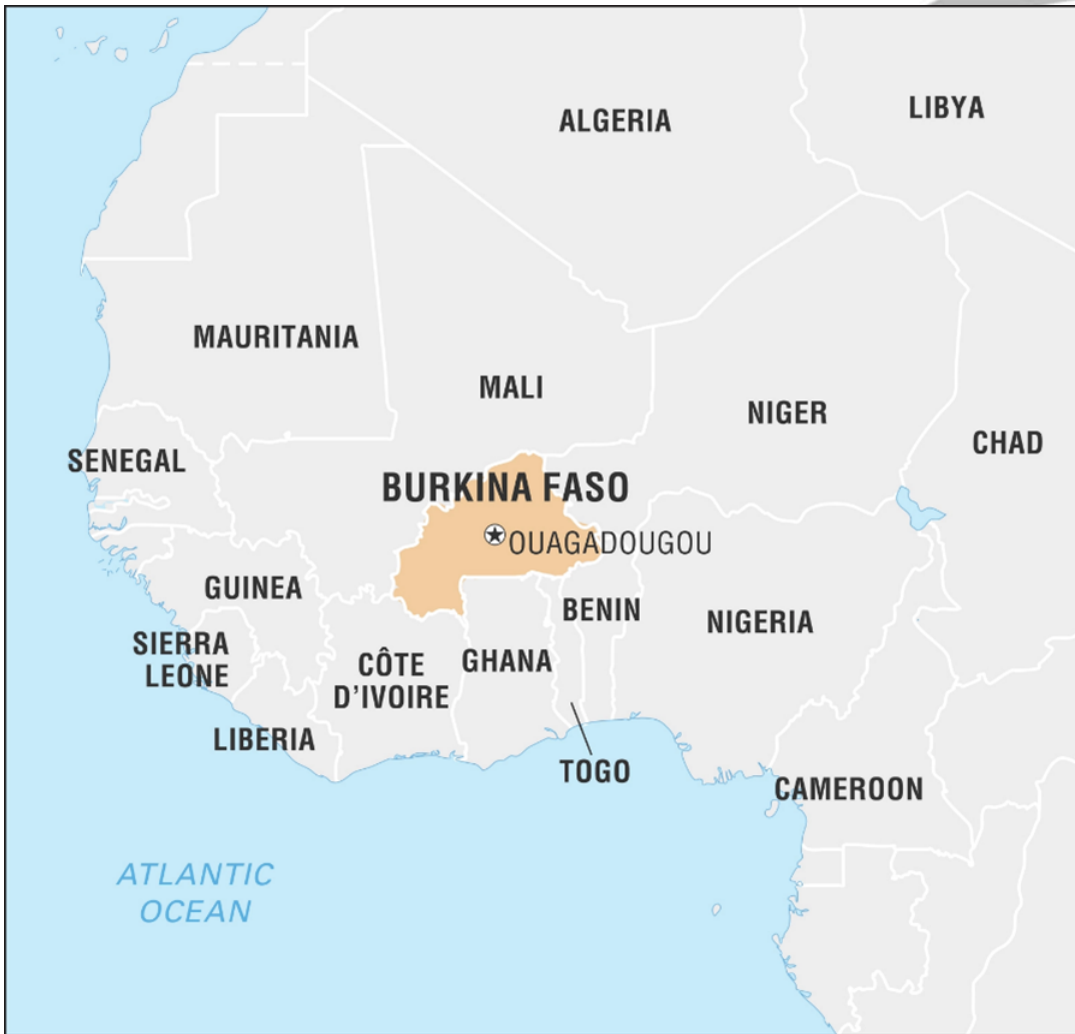 ALGERIA
LIBYA
MAURITANIA
MALI
NIGER
CHAD
SENEGAL
BURKINA FASO
OUAGADOUGOU
GUINEA
BENIN
NIGERIA
SIERRA
LEONE
CÔTE
D'IVOIRE
GHANA
LIBERIA
TOGO
CAMEROON
ATLANTIC
OCEAN